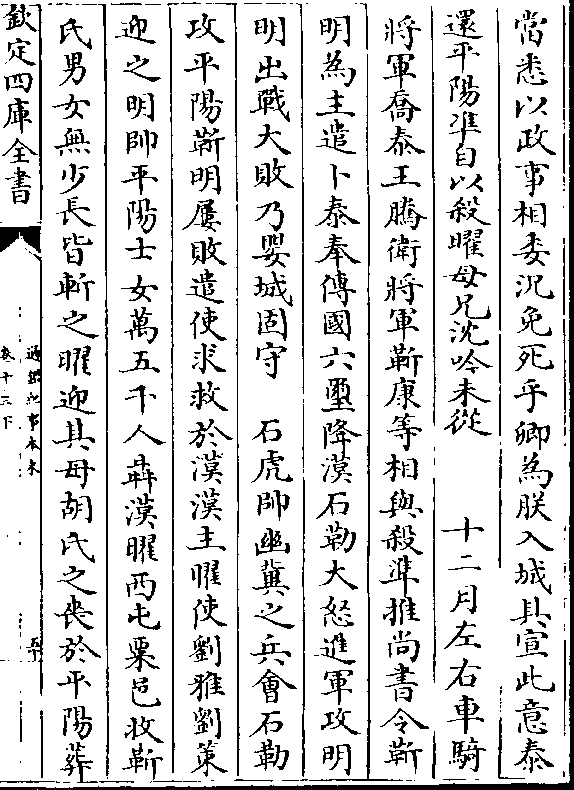 當悉以政事相委況免死乎卿為朕入城具宣此意泰
還平陽準自以殺曜母兄沈吟未從　十二月左右車騎
將軍喬泰王騰衛將軍靳康等相與殺準推尚書令靳
明為主遣卜泰奉傳國六璽降漢石勒大怒進軍攻明
明出戰大敗乃嬰城固守　石虎帥幽冀之兵會石勒
攻平陽靳明屢敗遣使求救於漢漢主曜使劉雅劉策
迎之明帥平陽士女萬五千人奔漢曜西屯粟邑收靳
氏男女無少長皆斬之曜迎其母胡氏之喪於平陽葬
欽定四庫全書
通鑑紀事本末
卷十三下